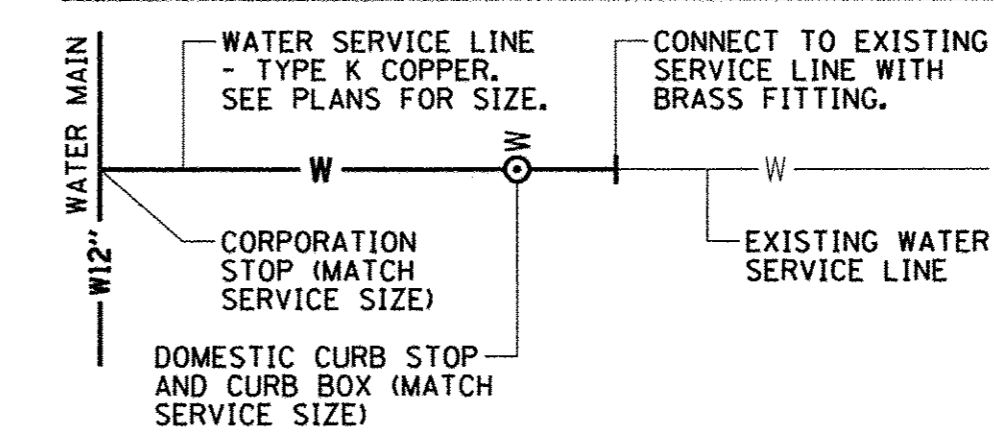 WATER MAIN
W12"
WATER SERVICE LINE
- TYPE K COPPER.
SEE PLANS FOR SIZE.
CONNECT TO EXISTING
SERVICE LINE WITH
BRASS FITTING.
W
W
W
CORPORATION
STOP (MATCH
SERVICE SIZE)
EXISTING WATER
SERVICE LINE
DOMESTIC CURB STOP
AND CURB BOX (MATCH
SERVICE SIZE)